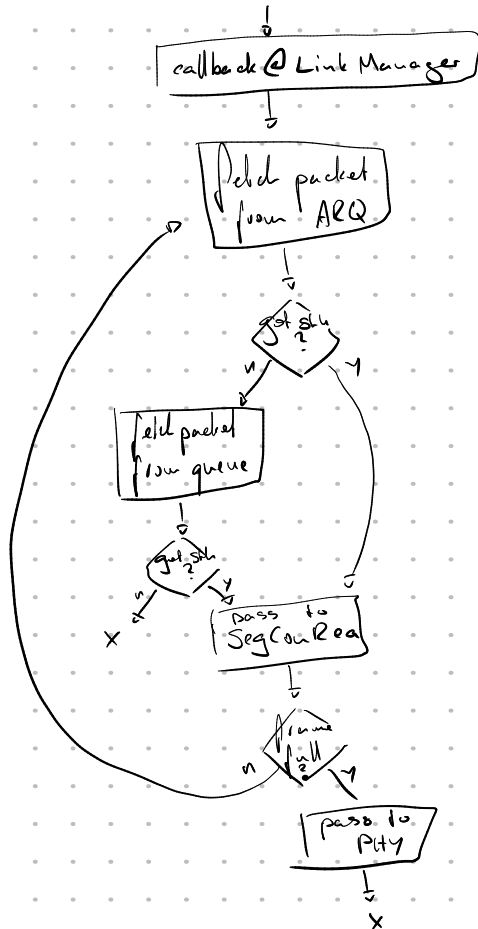 callback @ Link Manager
fetch packet
from ARQ
got sth
?
n
y
fetch packet
from queue
got sth
?
n
y
X
pass to
SegConRea
frame
full
?
n
y
pass to
PHY
X